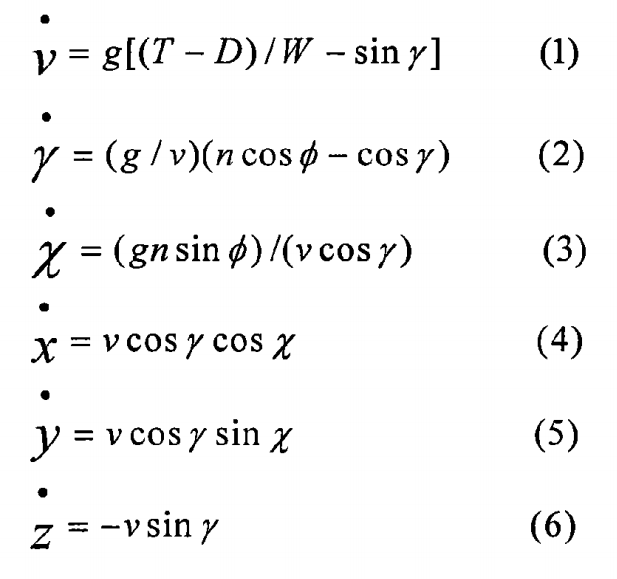 v̇ = g[(T − D)/W − sin γ] (1)
γ̇ = (g / v)(n cos ϕ − cos γ) (2)
χ̇ = (gn sin ϕ)/(v cos γ) (3)
ẋ = v cos γ cos χ (4)
ẏ = v cos γ sin χ (5)
ż = −v sin γ (6)